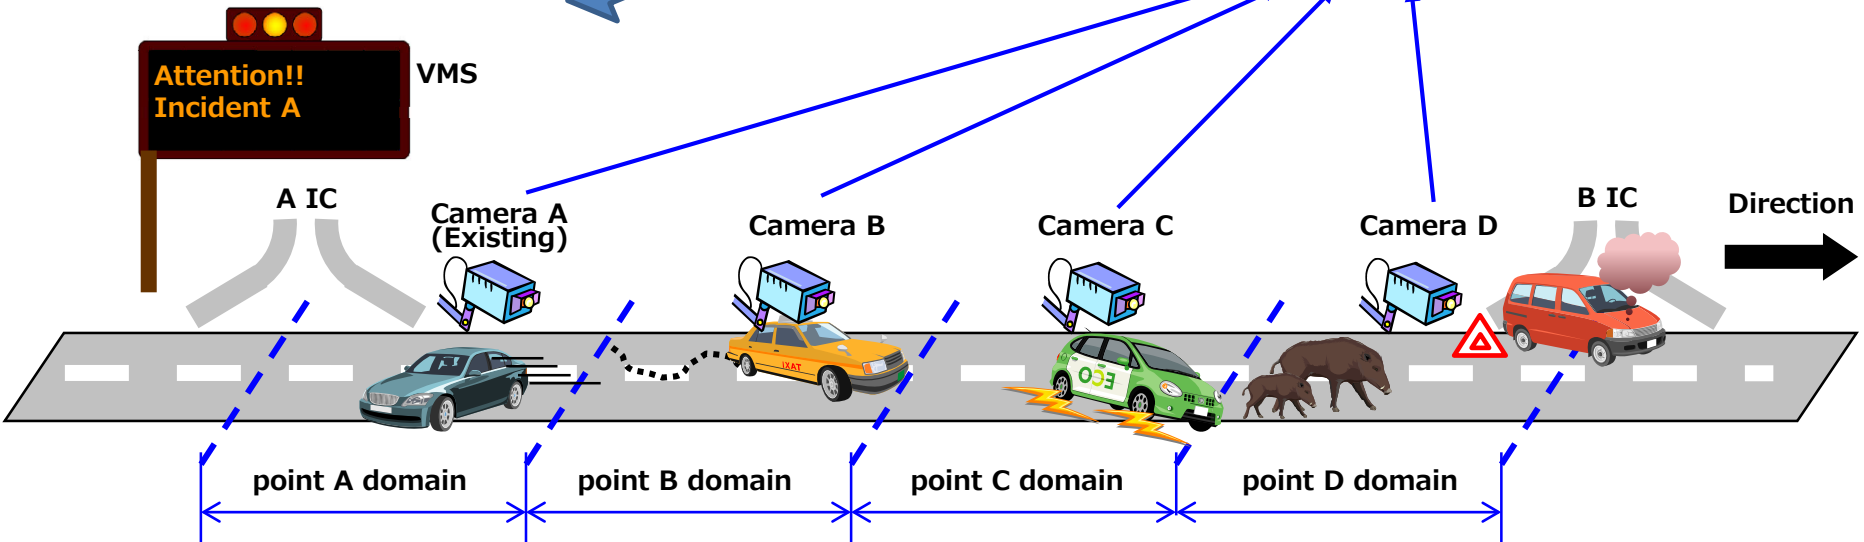 Attention!!
Incident A
VMS
A IC
Camera A
(Existing)
Camera B
Camera C
Camera D
B IC
Direction
IXAT
ECO
point A domain
point B domain
point C domain
point D domain